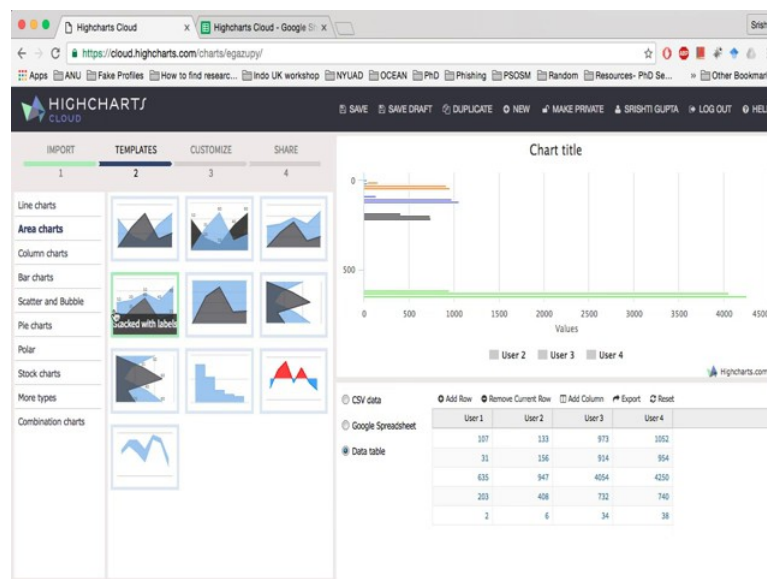 Highcharts Cloud x Highcharts Cloud - Google Sh x Srish
https://cloud.highcharts.com/charts/egazupy/
Apps ANU Fake Profiles How to find researc... Indo UK workshop NYUAD OCEAN PhD Phishing PSOSM Random Resources- PhD Se... » Other Bookmark
HIGHCHARTS
CLOUD
SAVE SAVE DRAFT DUPLICATE NEW MAKE PRIVATE SRISHTI GUPTA LOG OUT HELP
IMPORT TEMPLATES CUSTOMIZE SHARE
1 2 3 4
Line charts
Area charts
Column charts
Bar charts
Scatter and Bubble
Pie charts
Polar
Stock charts
More types
Combination charts
Stacked with labels
Chart title
0
500
0 500 1000 1500 2000 2500 3000 3500 4000 4500
Values
User 2 User 3 User 4
Highcharts.com
CSV data
Google Spreadsheet
Data table
Add Row Remove Current Row Add Column Export Reset
User 1 User 2 User 3 User 4
107 133 973 1052
31 156 914 954
635 947 4054 4250
203 408 732 740
2 6 34 38